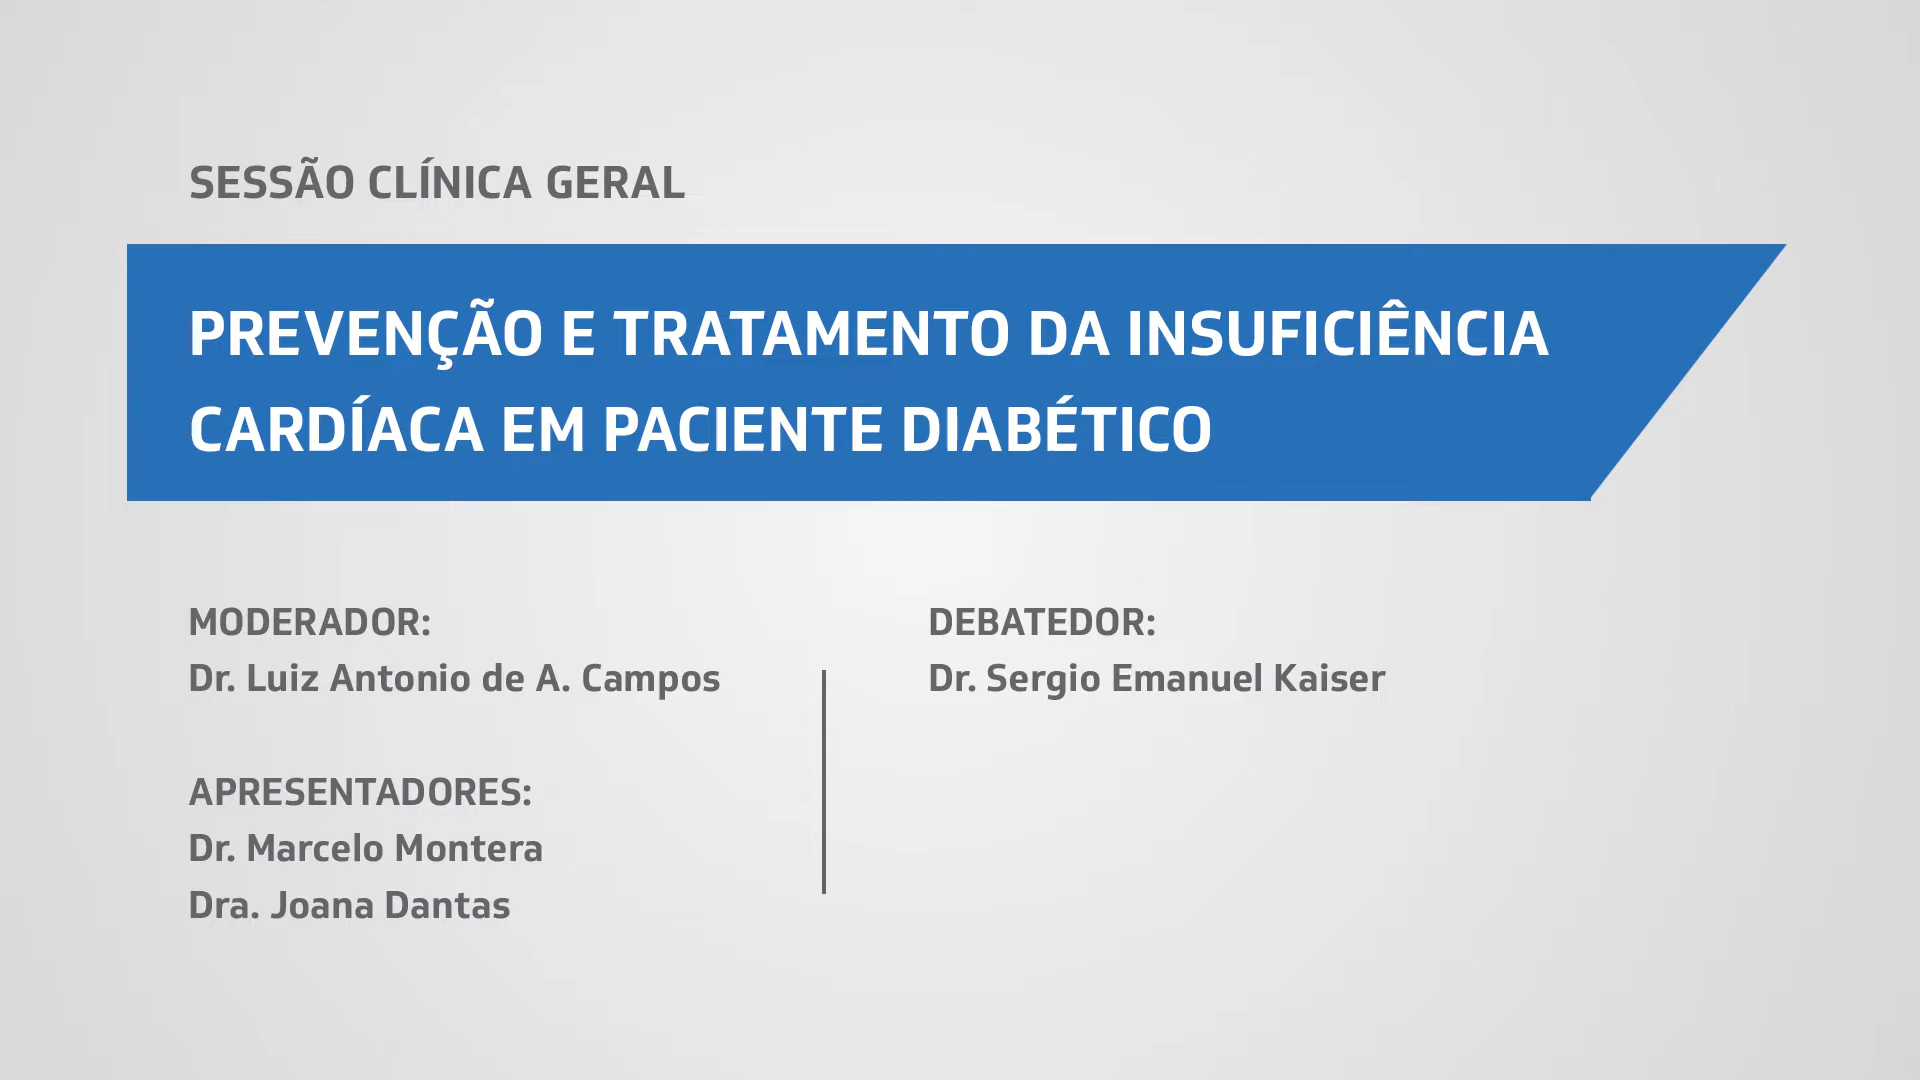 SESSÃO CLÍNICA GERAL
PREVENÇÃO E TRATAMENTO DA INSUFICIÊNCIA
CARDÍACA EM PACIENTE DIABÉTICO
MODERADOR:
Dr. Luiz Antonio de A. Campos
APRESENTADORES:
Dr. Marcelo Montera
Dra. Joana Dantas
DEBATEDOR:
Dr. Sergio Emanuel Kaiser